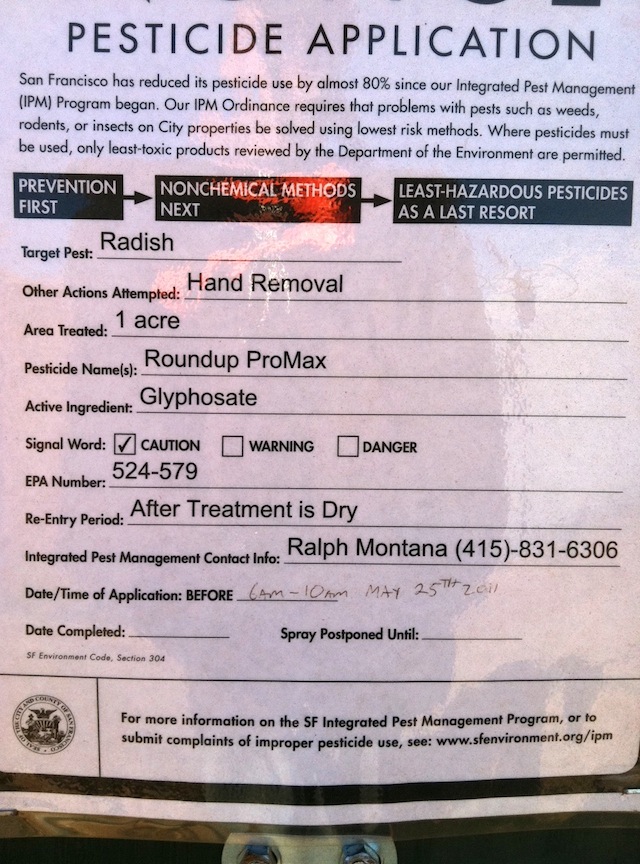 PESTICIDE APPLICATION
San Francisco has reduced its pesticide use by almost 80% since our Integrated Pest Management
(IPM) Program began. Our IPM Ordinance requires that problems with pests such as weeds,
rodents, or insects on City properties be solved using lowest risk methods. Where pesticides must
be used, only least-toxic products reviewed by the Department of the Environment are permitted.
PREVENTION FIRST
NONCHEMICAL METHODS NEXT
LEAST-HAZARDOUS PESTICIDES AS A LAST RESORT
Target Pest: Radish
Other Actions Attempted: Hand Removal
Area Treated: 1 acre
Pesticide Name(s): Roundup ProMax
Active Ingredient: Glyphosate
Signal Word: ✓ CAUTION WARNING DANGER
EPA Number: 524-579
Re-Entry Period: After Treatment is Dry
Integrated Pest Management Contact Info: Ralph Montana (415)-831-6306
Date/Time of Application: BEFORE 6AM-10AM MAY 25TH 2011
Date Completed: Spray Postponed Until:
SF Environment Code, Section 304
For more information on the SF Integrated Pest Management Program, or to
submit complaints of improper pesticide use, see: www.sfenvironment.org/ipm